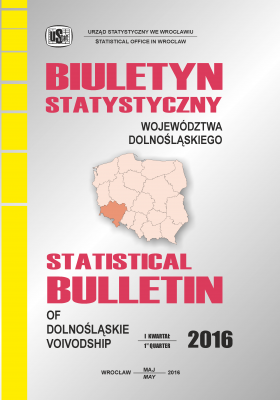 US
URZĄD STATYSTYCZNY WE WROCŁAWIU
STATISTICAL OFFICE IN WROCŁAW
BIULETYN
STATYSTYCZNY
WOJEWÓDZTWA
DOLNOŚLĄSKIEGO
STATISTICAL
BULLETIN
OF
DOLNOŚLĄSKIE
VOIVODSHIP
I KWARTAŁ
1ST QUARTER
2016
WROCŁAW MAJ 2016
MAY